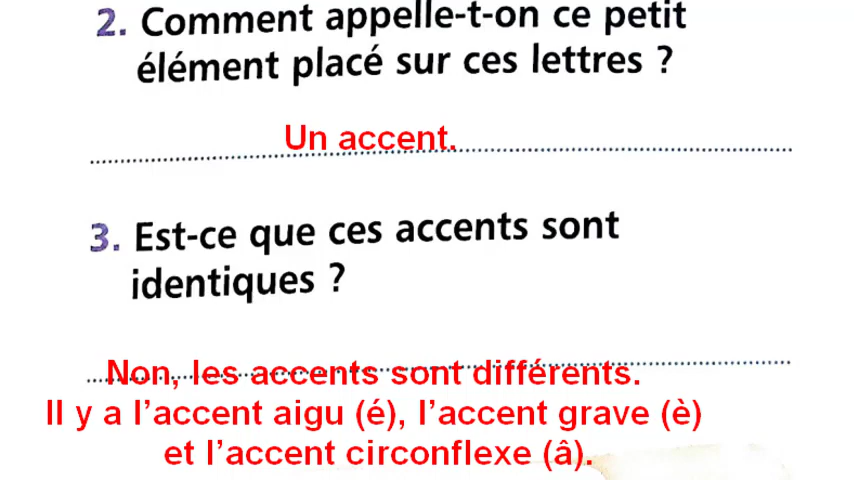 2. Comment appelle-t-on ce petit
élément placé sur ces lettres ?
Un accent.
3. Est-ce que ces accents sont
identiques ?
Non, les accents sont différents.
Il y a l’accent aigu (é), l’accent grave (è)
et l’accent circonflexe (â).